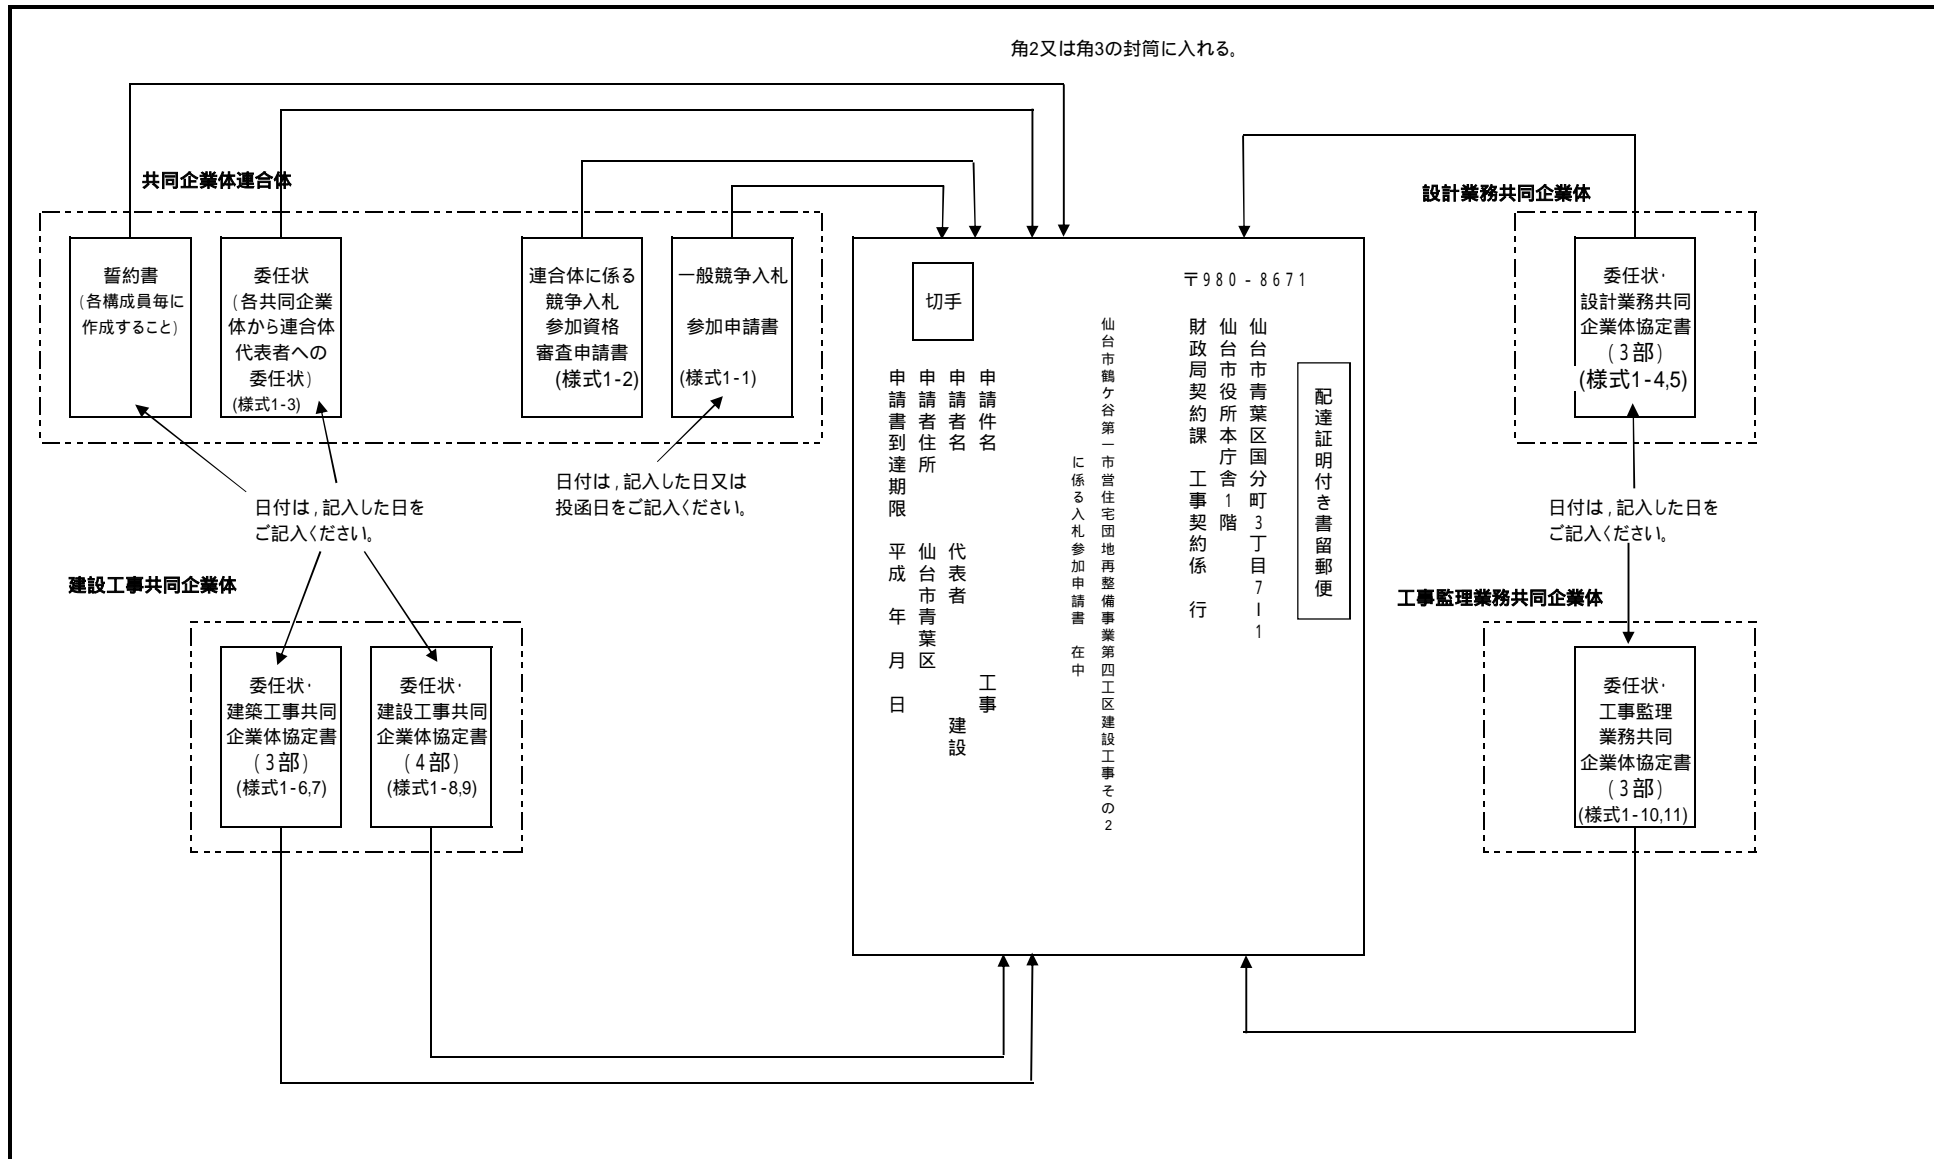 角2又は角3の封筒に入れる。
共同企業体連合体
誓約書
(各構成員毎に
作成すること)
委任状
(各共同企業
体から連合体
代表者への
委任状)
(様式1-3)
連合体に係る
競争入札
参加資格
審査申請書
(様式1-2)
一般競争入札
参加申請書
(様式1-1)
日付は,記入した日を
ご記入ください。
日付は,記入した日又は
投函日をご記入ください。
建設工事共同企業体
委任状・
建築工事共同
企業体協定書
(3部)
(様式1-6,7)
委任状・
建設工事共同
企業体協定書
(4部)
(様式1-8,9)
切手
〒980-8671
配達証明付き書留郵便
仙台市青葉区国分町3丁目7ー1
仙台市役所本庁舎1階
財政局契約課 工事契約係 行
仙台市鶴ケ谷第一市営住宅団地再整備事業第四工区建設工事その2
に係る入札参加申請書 在中
申請件名 工事
申請者名 代表者 建設
申請者住所 仙台市青葉区
申請書到達期限 平成 年 月 日
設計業務共同企業体
委任状・
設計業務共同
企業体協定書
(3部)
(様式1-4,5)
日付は,記入した日を
ご記入ください。
工事監理業務共同企業体
委任状・
工事監理
業務共同
企業体協定書
(3部)
(様式1-10,11)